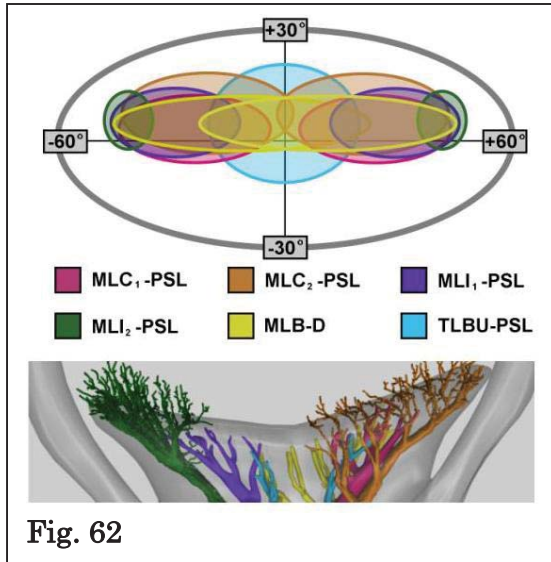 +30°
-60°
+60°
-30°
MLC₁-PSL MLC₂-PSL MLI₁-PSL
MLI₂-PSL MLB-D TLBU-PSL
Fig. 62